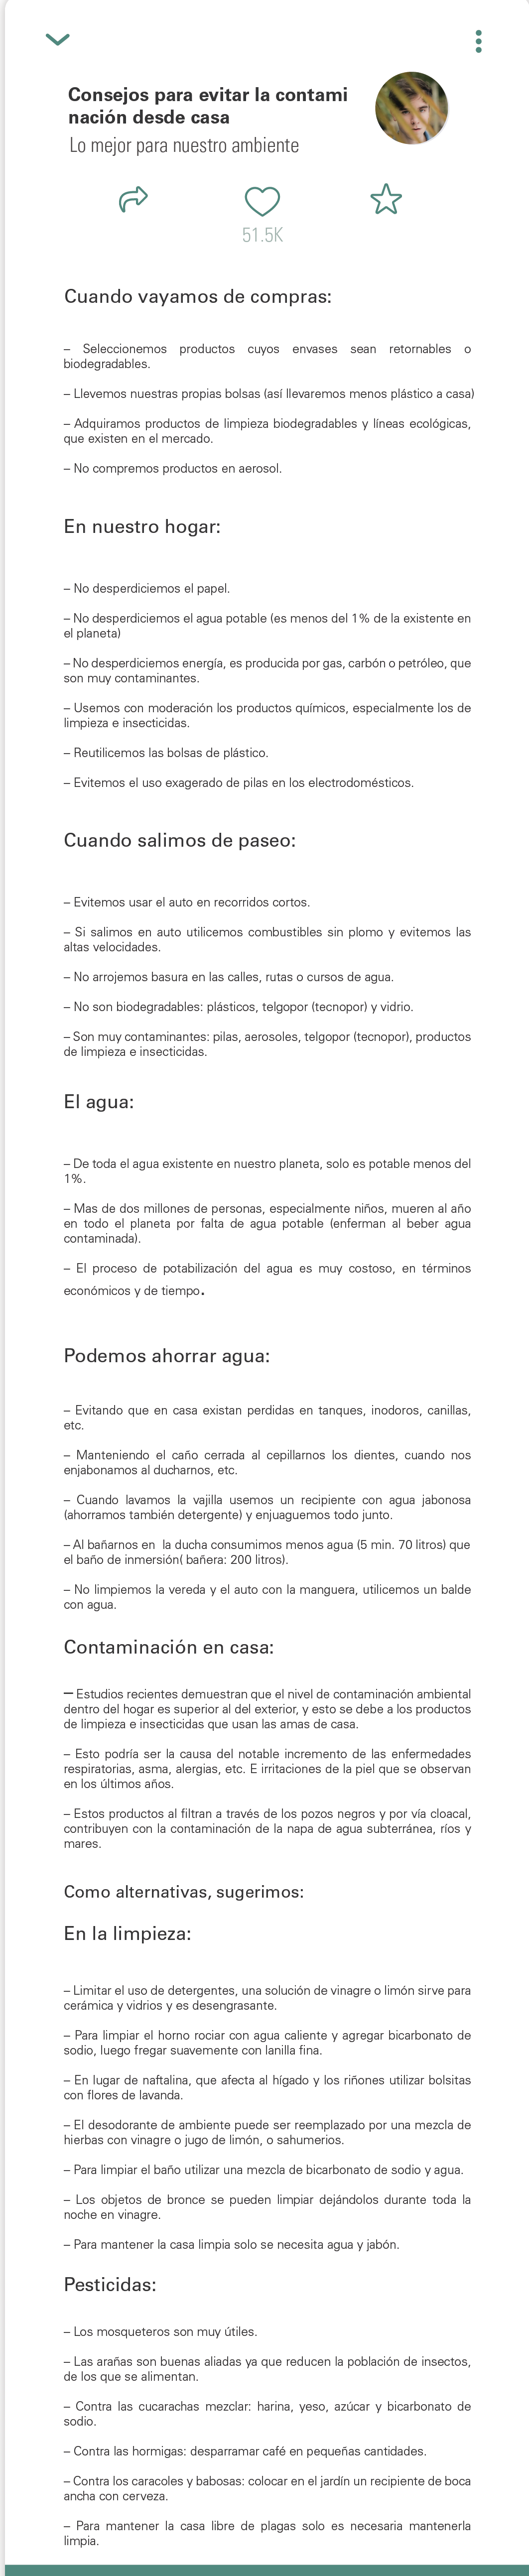 Consejos para evitar la contami
nación desde casa
Lo mejor para nuestro ambiente
51.5K
Cuando vayamos de compras:
– Seleccionemos productos cuyos envases sean retornables o
biodegradables.
– Llevemos nuestras propias bolsas (así llevaremos menos plástico a casa)
– Adquiramos productos de limpieza biodegradables y líneas ecológicas,
que existen en el mercado.
– No compremos productos en aerosol.
En nuestro hogar:
– No desperdiciemos el papel.
– No desperdiciemos el agua potable (es menos del 1% de la existente en
el planeta)
– No desperdiciemos energía, es producida por gas, carbón o petróleo, que
son muy contaminantes.
– Usemos con moderación los productos químicos, especialmente los de
limpieza e insecticidas.
– Reutilicemos las bolsas de plástico.
– Evitemos el uso exagerado de pilas en los electrodomésticos.
Cuando salimos de paseo:
– Evitemos usar el auto en recorridos cortos.
– Si salimos en auto utilicemos combustibles sin plomo y evitemos las
altas velocidades.
– No arrojemos basura en las calles, rutas o cursos de agua.
– No son biodegradables: plásticos, telgopor (tecnopor) y vidrio.
– Son muy contaminantes: pilas, aerosoles, telgopor (tecnopor), productos
de limpieza e insecticidas.
El agua:
– De toda el agua existente en nuestro planeta, solo es potable menos del
1%.
– Mas de dos millones de personas, especialmente niños, mueren al año
en todo el planeta por falta de agua potable (enferman al beber agua
contaminada).
– El proceso de potabilización del agua es muy costoso, en términos
económicos y de tiempo.
Podemos ahorrar agua:
– Evitando que en casa existan perdidas en tanques, inodoros, canillas,
etc.
– Manteniendo el caño cerrada al cepillarnos los dientes, cuando nos
enjabonamos al ducharnos, etc.
– Cuando lavamos la vajilla usemos un recipiente con agua jabonosa
(ahorramos también detergente) y enjuaguemos todo junto.
– Al bañarnos en  la ducha consumimos menos agua (5 min. 70 litros) que
el baño de inmersión( bañera: 200 litros).
– No limpiemos la vereda y el auto con la manguera, utilicemos un balde
con agua.
Contaminación en casa:
– Estudios recientes demuestran que el nivel de contaminación ambiental
dentro del hogar es superior al del exterior, y esto se debe a los productos
de limpieza e insecticidas que usan las amas de casa.
– Esto podría ser la causa del notable incremento de las enfermedades
respiratorias, asma, alergias, etc. E irritaciones de la piel que se observan
en los últimos años.
– Estos productos al filtran a través de los pozos negros y por vía cloacal,
contribuyen con la contaminación de la napa de agua subterránea, ríos y
mares.
Como alternativas, sugerimos:
En la limpieza:
– Limitar el uso de detergentes, una solución de vinagre o limón sirve para
cerámica y vidrios y es desengrasante.
– Para limpiar el horno rociar con agua caliente y agregar bicarbonato de
sodio, luego fregar suavemente con lanilla fina.
– En lugar de naftalina, que afecta al hígado y los riñones utilizar bolsitas
con flores de lavanda.
– El desodorante de ambiente puede ser reemplazado por una mezcla de
hierbas con vinagre o jugo de limón, o sahumerios.
– Para limpiar el baño utilizar una mezcla de bicarbonato de sodio y agua.
– Los objetos de bronce se pueden limpiar dejándolos durante toda la
noche en vinagre.
– Para mantener la casa limpia solo se necesita agua y jabón.
Pesticidas:
– Los mosqueteros son muy útiles.
– Las arañas son buenas aliadas ya que reducen la población de insectos,
de los que se alimentan.
– Contra las cucarachas mezclar: harina, yeso, azúcar y bicarbonato de
sodio.
– Contra las hormigas: desparramar café en pequeñas cantidades.
– Contra los caracoles y babosas: colocar en el jardín un recipiente de boca
ancha con cerveza.
– Para mantener la casa libre de plagas solo es necesaria mantenerla
limpia.